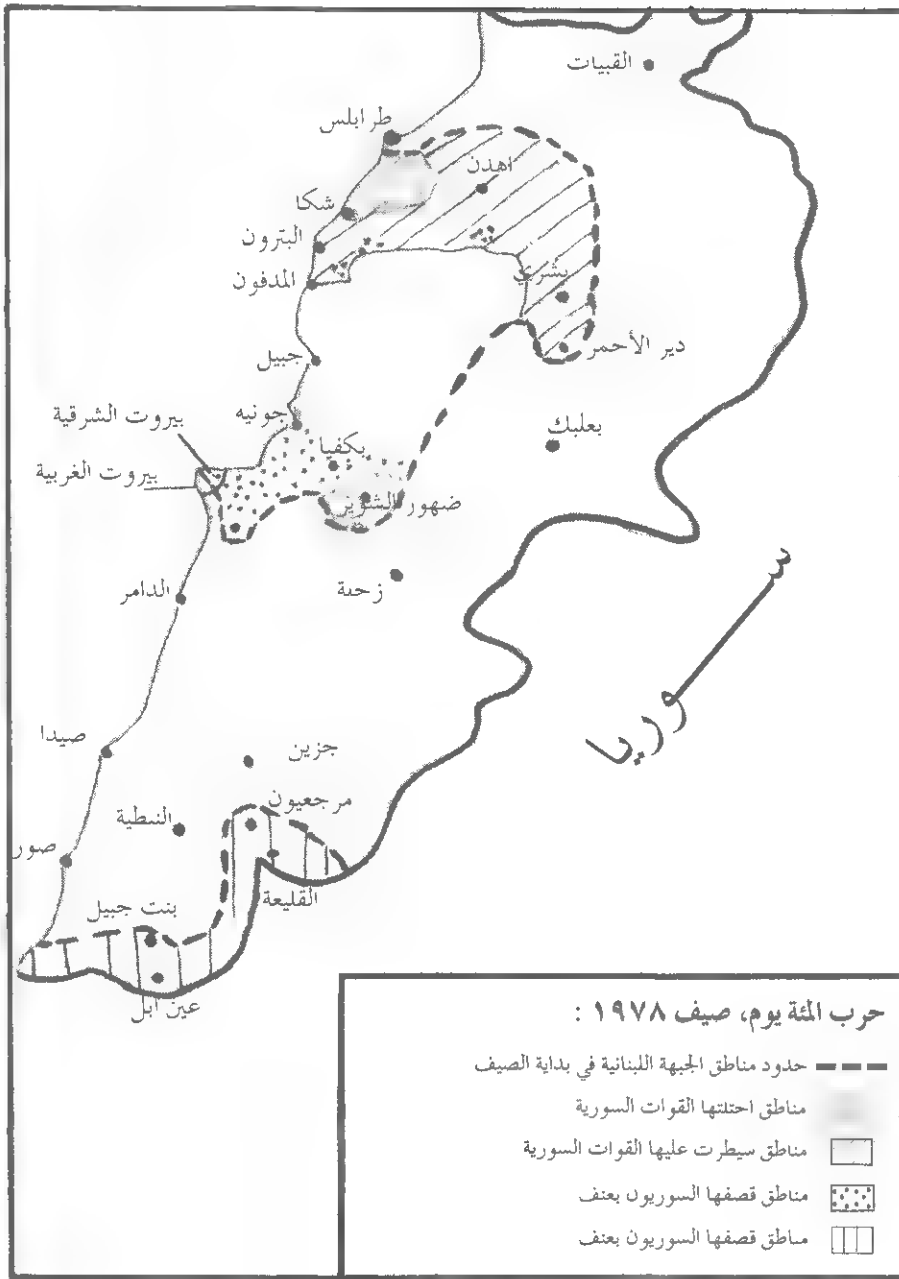 القبيات
طرابلس
اهدن
شكا
البترون
بشري
المدفون
دير الأحمر
جبيل
جونيه
بيروت الشرقية
بعلبك
بكفيا
بيروت الغربية
ضهور الشوير
زحلة
الدامر
سوريا
صيدا
جزين
مرجعيون
النبطية
صور
القليعة
بنت جبيل
عين ابل
حرب المئة يوم، صيف ١٩٧٨ :
حدود مناطق الجبهة اللبنانية في بداية الصيف
مناطق احتلتها القوات السورية
مناطق سيطرت عليها القوات السورية
مناطق قصفها السوريون بعنف
مناطق قصفها السوريون بعنف